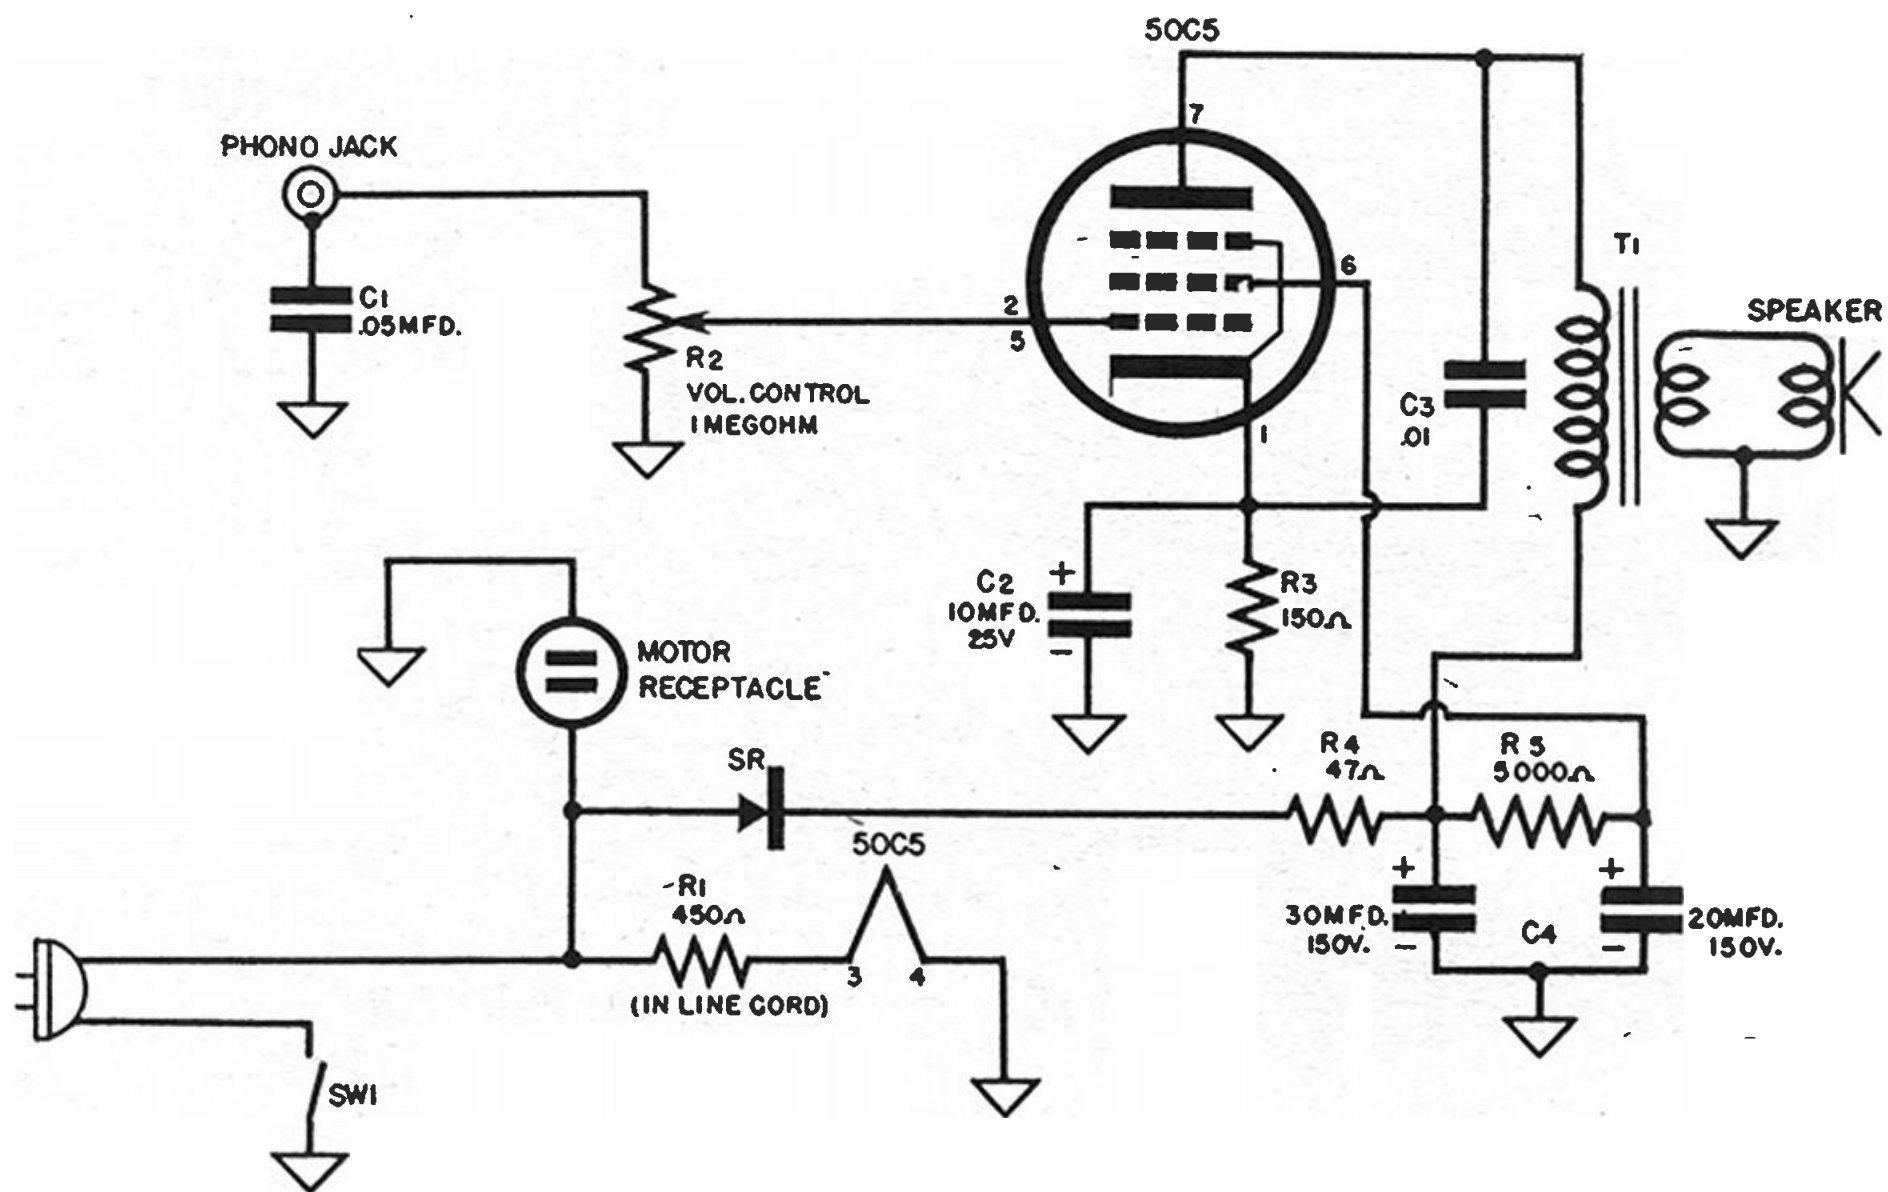 50C5
7
PHONO JACK
C1
.05MFD.
2
5
6
1
R2
VOL. CONTROL
1 MEGOHM
T1
SPEAKER
C3
.01
C2
10MFD.
25V
+
-
R3
150Ω
MOTOR
RECEPTACLE
SR
R4
47Ω
R5
5000Ω
50C5
R1
450Ω
(IN LINE CORD)
3
4
+
30MFD.
150V.
-
C4
+
20MFD.
150V.
-
SW1